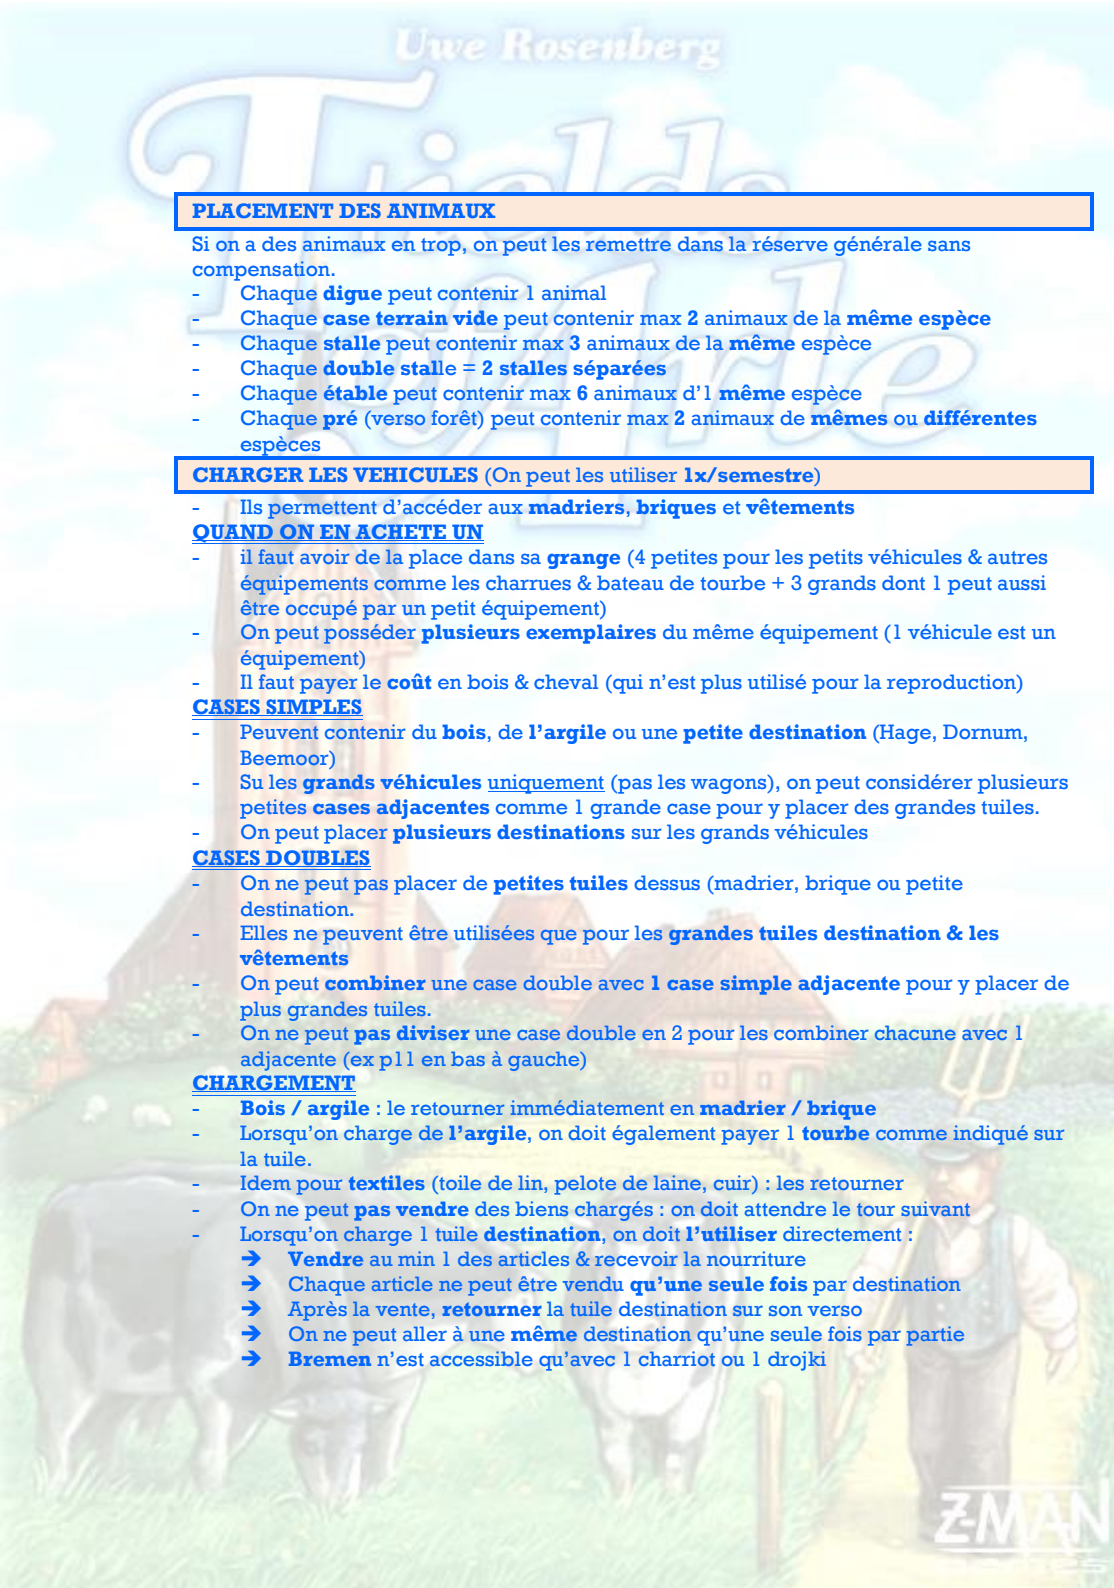 Uwe Rosenberg
Fields
of Arle
PLACEMENT DES ANIMAUX
Si on a des animaux en trop, on peut les remettre dans la réserve générale sans
compensation.
- Chaque digue peut contenir 1 animal
- Chaque case terrain vide peut contenir max 2 animaux de la même espèce
- Chaque stalle peut contenir max 3 animaux de la même espèce
- Chaque double stalle = 2 stalles séparées
- Chaque étable peut contenir max 6 animaux d’1 même espèce
- Chaque pré (verso forêt) peut contenir max 2 animaux de mêmes ou différentes
espèces
CHARGER LES VEHICULES (On peut les utiliser 1x/semestre)
- Ils permettent d’accéder aux madriers, briques et vêtements
QUAND ON EN ACHETE UN
- il faut avoir de la place dans sa grange (4 petites pour les petits véhicules & autres
équipements comme les charrues & bateau de tourbe + 3 grands dont 1 peut aussi
être occupé par un petit équipement)
- On peut posséder plusieurs exemplaires du même équipement (1 véhicule est un
équipement)
- Il faut payer le coût en bois & cheval (qui n’est plus utilisé pour la reproduction)
CASES SIMPLES
- Peuvent contenir du bois, de l’argile ou une petite destination (Hage, Dornum,
Beemoor)
- Su les grands véhicules uniquement (pas les wagons), on peut considérer plusieurs
petites cases adjacentes comme 1 grande case pour y placer des grandes tuiles.
- On peut placer plusieurs destinations sur les grands véhicules
CASES DOUBLES
- On ne peut pas placer de petites tuiles dessus (madrier, brique ou petite
destination.
- Elles ne peuvent être utilisées que pour les grandes tuiles destination & les
vêtements
- On peut combiner une case double avec 1 case simple adjacente pour y placer de
plus grandes tuiles.
- On ne peut pas diviser une case double en 2 pour les combiner chacune avec 1
adjacente (ex p11 en bas à gauche)
CHARGEMENT
- Bois / argile : le retourner immédiatement en madrier / brique
- Lorsqu’on charge de l’argile, on doit également payer 1 tourbe comme indiqué sur
la tuile.
- Idem pour textiles (toile de lin, pelote de laine, cuir) : les retourner
- On ne peut pas vendre des biens chargés : on doit attendre le tour suivant
- Lorsqu’on charge 1 tuile destination, on doit l’utiliser directement :
➔ Vendre au min 1 des articles & recevoir la nourriture
➔ Chaque article ne peut être vendu qu’une seule fois par destination
➔ Après la vente, retourner la tuile destination sur son verso
➔ On ne peut aller à une même destination qu’une seule fois par partie
➔ Bremen n’est accessible qu’avec 1 charriot ou 1 drojki
Z-MAN
games